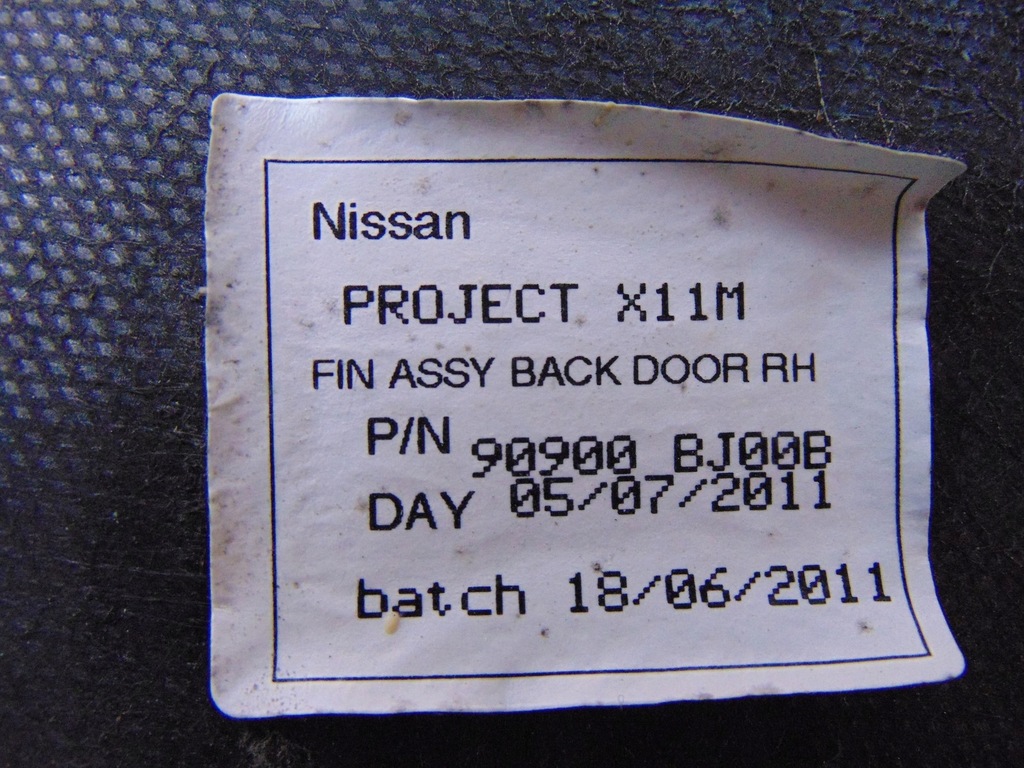 Nissan
PROJECT X11M
FIN ASSY BACK DOOR RH
P/N 90900 BJ00B
DAY 05/07/2011
batch 18/06/2011